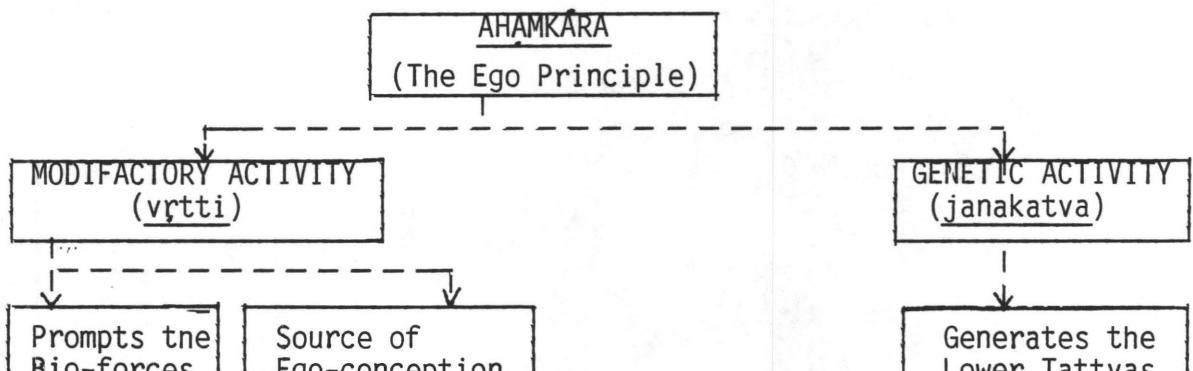 AHAṂKĀRA
(The Ego Principle)
MODIFACTORY ACTIVITY
(vṛtti)
GENETIC ACTIVITY
(janakatva)
Prompts tne
Bio-forces
Source of
Ego-conception
Generates the
Lower Tattvas